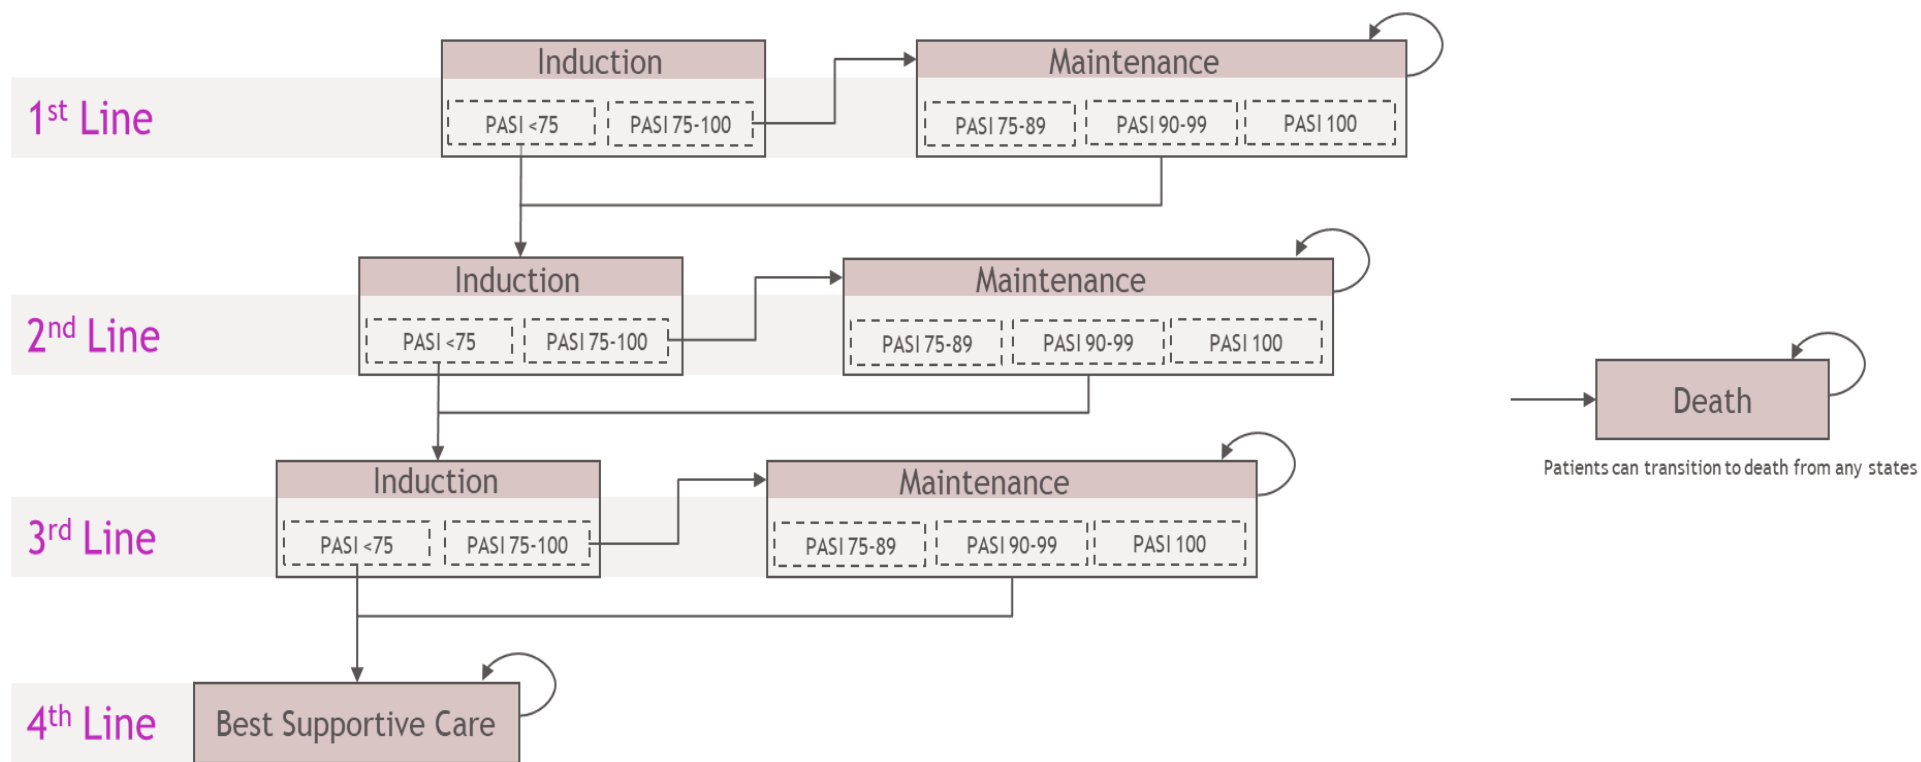 Induction
Maintenance
1st Line
PASI <75
PASI 75-100
PASI 75-89
PASI 90-99
PASI 100
Induction
Maintenance
2nd Line
PASI <75
PASI 75-100
PASI 75-89
PASI 90-99
PASI 100
Death
Patients can transition to death from any states
Induction
Maintenance
3rd Line
PASI <75
PASI 75-100
PASI 75-89
PASI 90-99
PASI 100
4th Line
Best Supportive Care